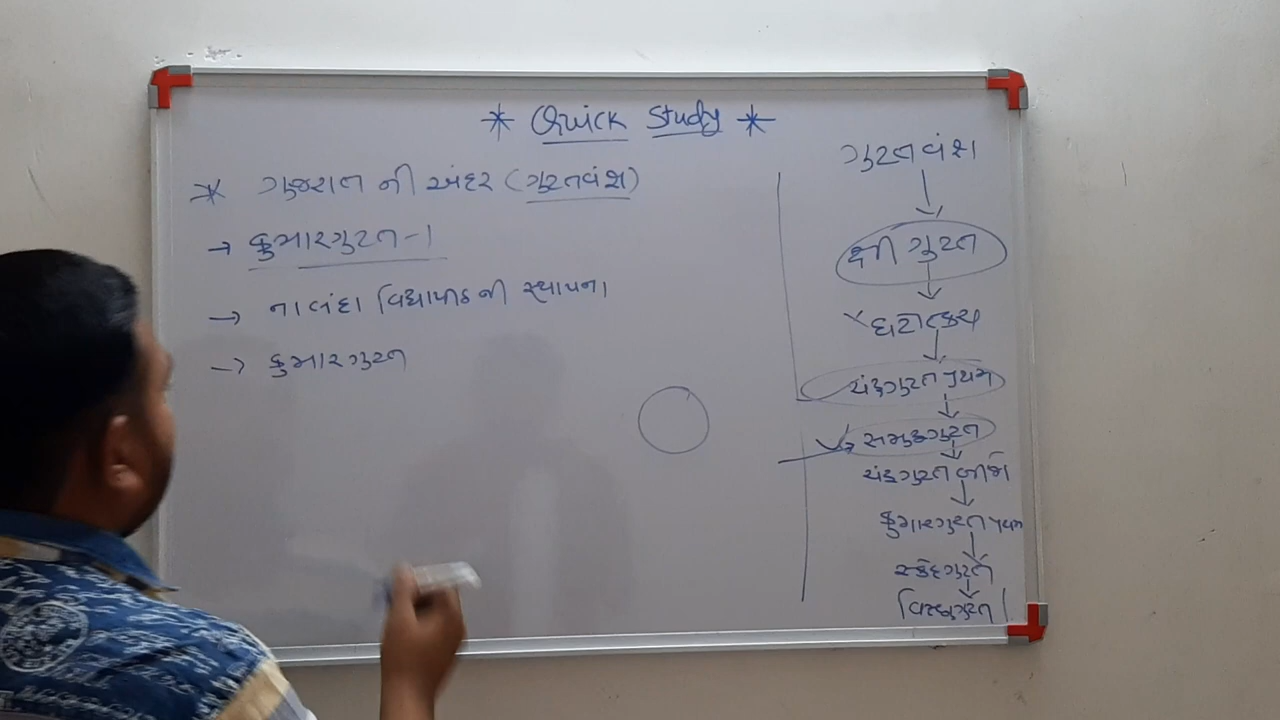 * Quick Study *
* ગુજરાત ની અંદર (ગુપ્તવંશ)
→ કુમારગુપ્ત-1
→ નાલંદા વિદ્યાપીઠ ની સ્થાપના
→ કુમારગુપ્ત
ગુપ્તવંશ
શ્રી ગુપ્ત
ઘટોત્કચ
ચંદ્રગુપ્ત પ્રથમ
સમુદ્રગુપ્ત
ચંદ્રગુપ્ત બીજો
કુમારગુપ્ત પ્રથમ
સ્કંદગુપ્ત
વિષ્ણુગુપ્ત